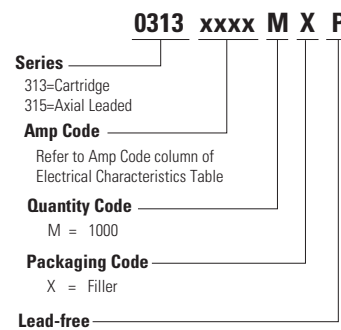 0313 xxxx M X P
Series
313=Cartridge
315=Axial Leaded
Amp Code
Refer to Amp Code column of
Electrical Characteristics Table
Quantity Code
M = 1000
Packaging Code
X = Filler
Lead-free